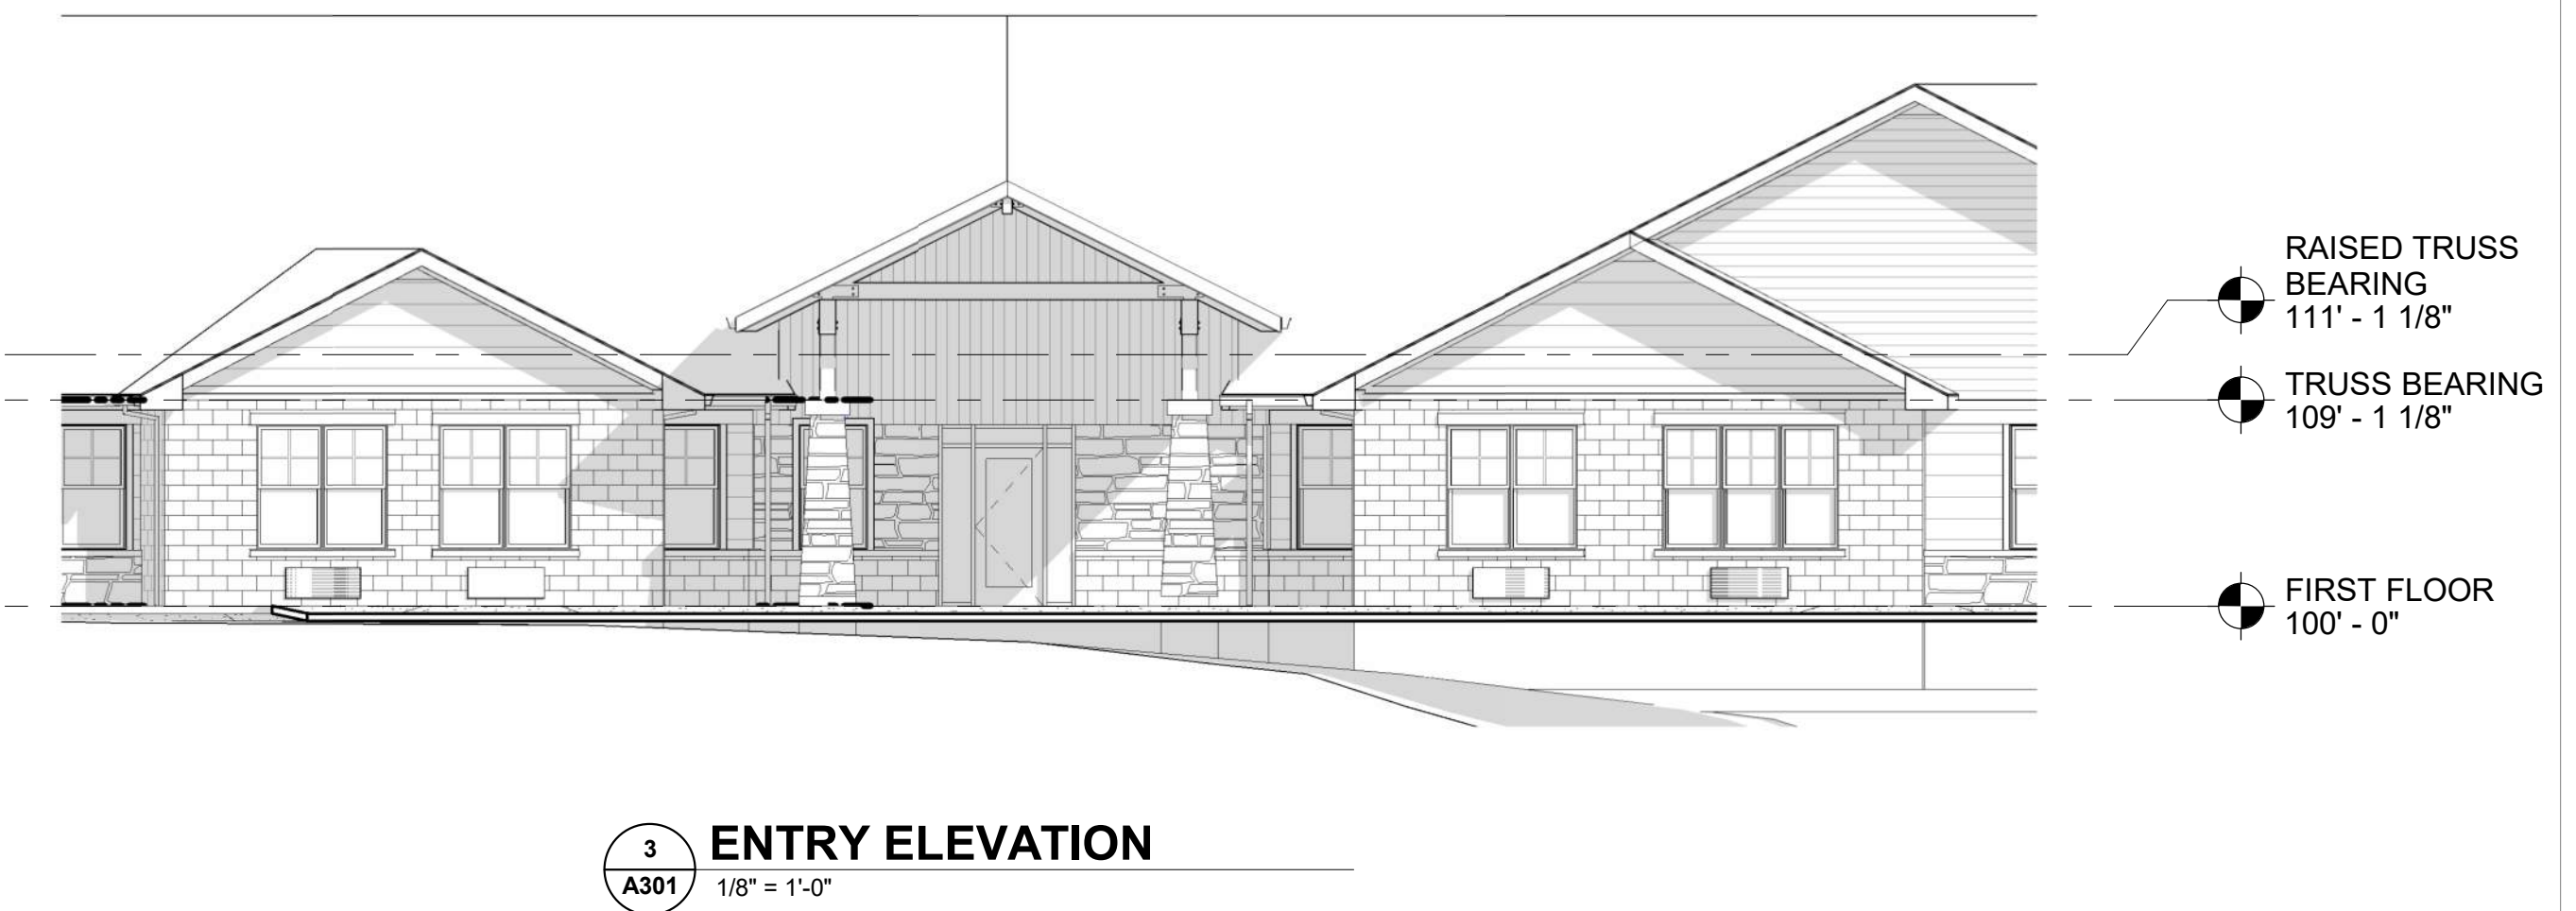 RAISED TRUSS
BEARING
111' - 1 1/8"
TRUSS BEARING
109' - 1 1/8"
FIRST FLOOR
100' - 0"
3
A301
ENTRY ELEVATION
1/8" = 1'-0"